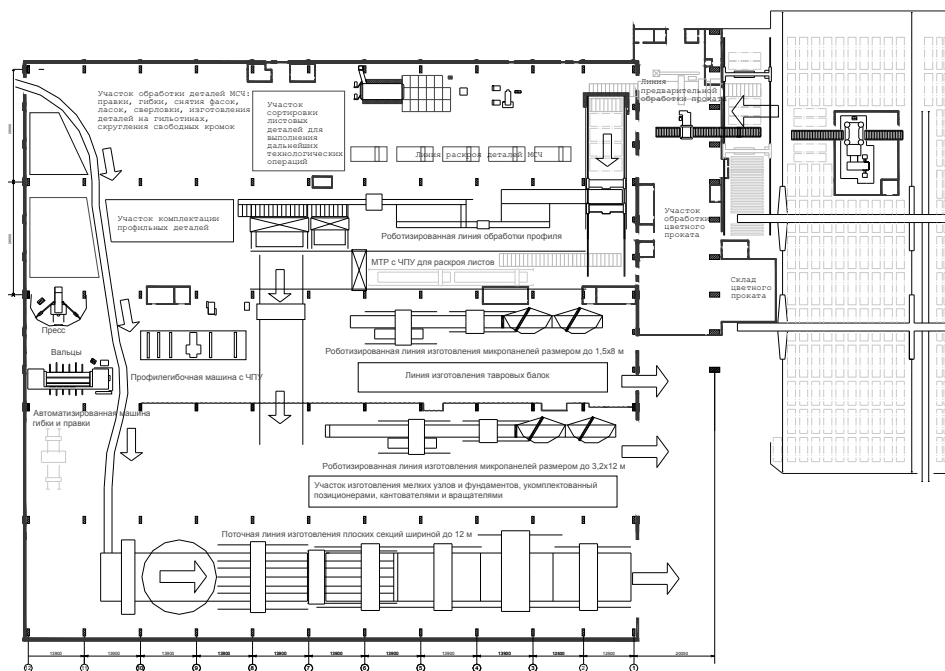 Участок обработки деталей МСЧ:
правки, гибки, снятия фасок,
ласок, сверловки, изготовления
деталей на гильотинах,
скругления свободных кромок
Участок
сортировки
листовых
деталей для
выполнения
дальнейших
технологических
операций
Линия
предварительной
обработки проката
Линия раскроя деталей МСЧ
Участок комплектации
профильных деталей
Роботизированная линия обработки профиля
Участок
обработки
цветного
проката
МТР с ЧПУ для раскроя листов
Склад
цветного
проката
Пресс
Вальцы
Роботизированная линия изготовления микропанелей размером до 1,5х8 м
Профилегибочная машина с ЧПУ
Линия изготовления тавровых балок
Автоматизированная машина
гибки и правки
Роботизированная линия изготовления микропанелей размером до 3,2х12 м
Участок изготовления мелких узлов и фундаментов, укомплектованный
позиционерами, кантователями и вращателями
Поточная линия изготовления плоских секций шириной до 12 м